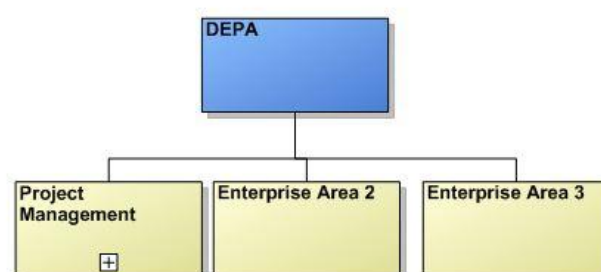 DEPA
Project
Management
Enterprise Area 2
Enterprise Area 3